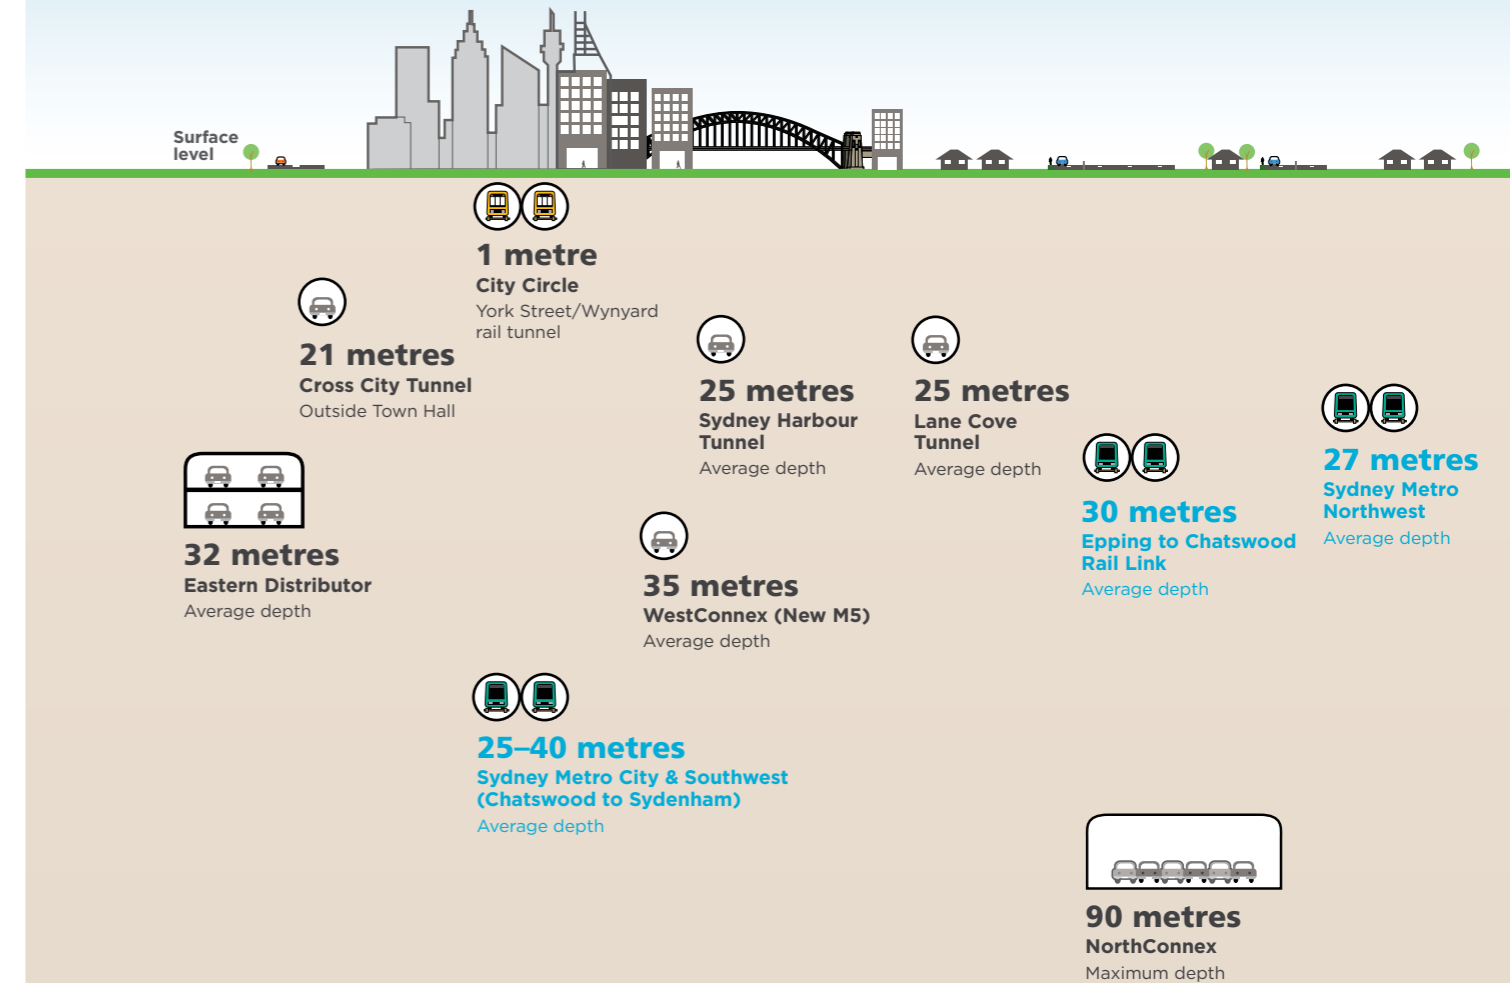 Surface
level
1 metre
City Circle
York Street/Wynyard
rail tunnel
21 metres
Cross City Tunnel
Outside Town Hall
25 metres
Sydney Harbour
Tunnel
Average depth
25 metres
Lane Cove
Tunnel
Average depth
27 metres
Sydney Metro
Northwest
Average depth
30 metres
Epping to Chatswood
Rail Link
Average depth
32 metres
Eastern Distributor
Average depth
35 metres
WestConnex (New M5)
Average depth
25–40 metres
Sydney Metro City & Southwest
(Chatswood to Sydenham)
Average depth
90 metres
NorthConnex
Maximum depth